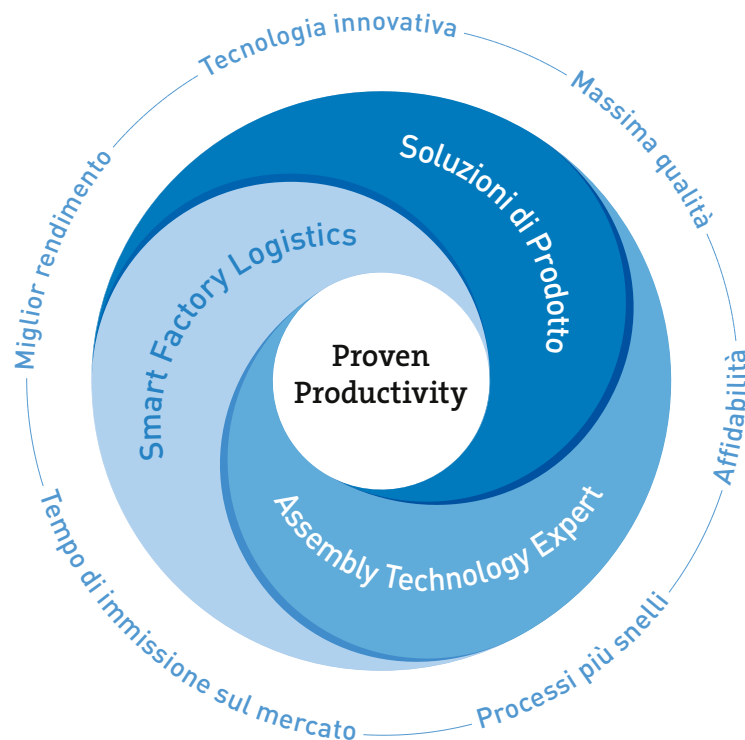 Tecnologia innovativa
Massima qualità
Affidabilità
Processi più snelli
Tempo di immissione sul mercato
Miglior rendimento
Soluzioni di Prodotto
Assembly Technology Expert
Smart Factory Logistics
Proven
Productivity